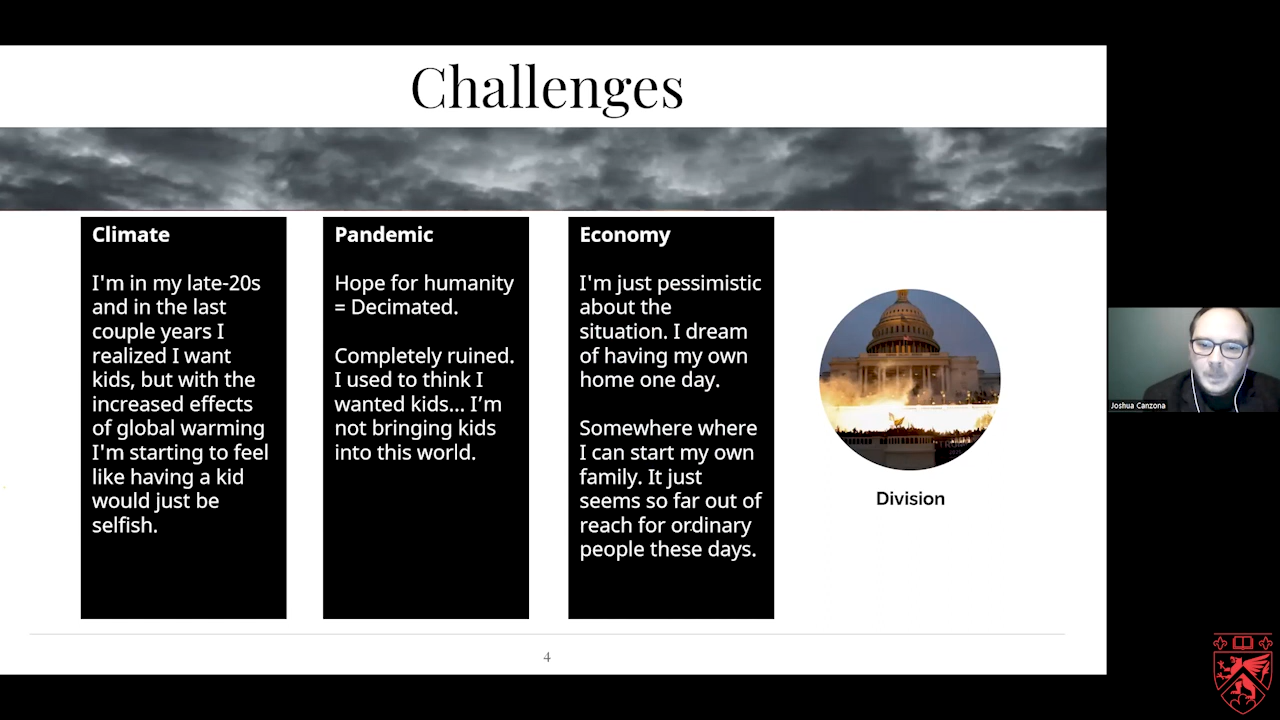 Challenges
Climate
I'm in my late-20s
and in the last
couple years I
realized I want
kids, but with the
increased effects
of global warming
I'm starting to feel
like having a kid
would just be
selfish.
Pandemic
Hope for humanity
= Decimated.
Completely ruined.
I used to think I
wanted kids... I’m
not bringing kids
into this world.
Economy
I'm just pessimistic
about the
situation. I dream
of having my own
home one day.
Somewhere where
I can start my own
family. It just
seems so far out of
reach for ordinary
people these days.
Division
Joshua Canzona
4